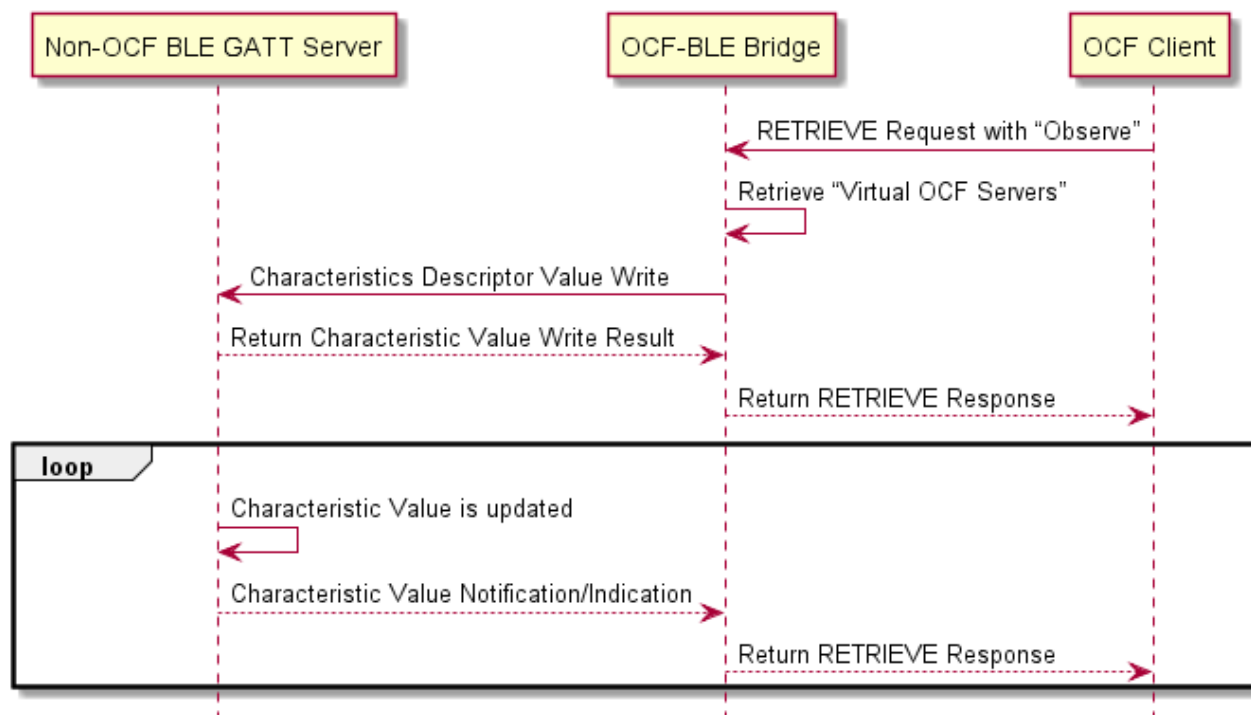 Non-OCF BLE GATT Server
OCF-BLE Bridge
OCF Client
RETRIEVE Request with “Observe”
Retrieve “Virtual OCF Servers”
Characteristics Descriptor Value Write
Return Characteristic Value Write Result
Return RETRIEVE Response
loop
Characteristic Value is updated
Characteristic Value Notification/Indication
Return RETRIEVE Response